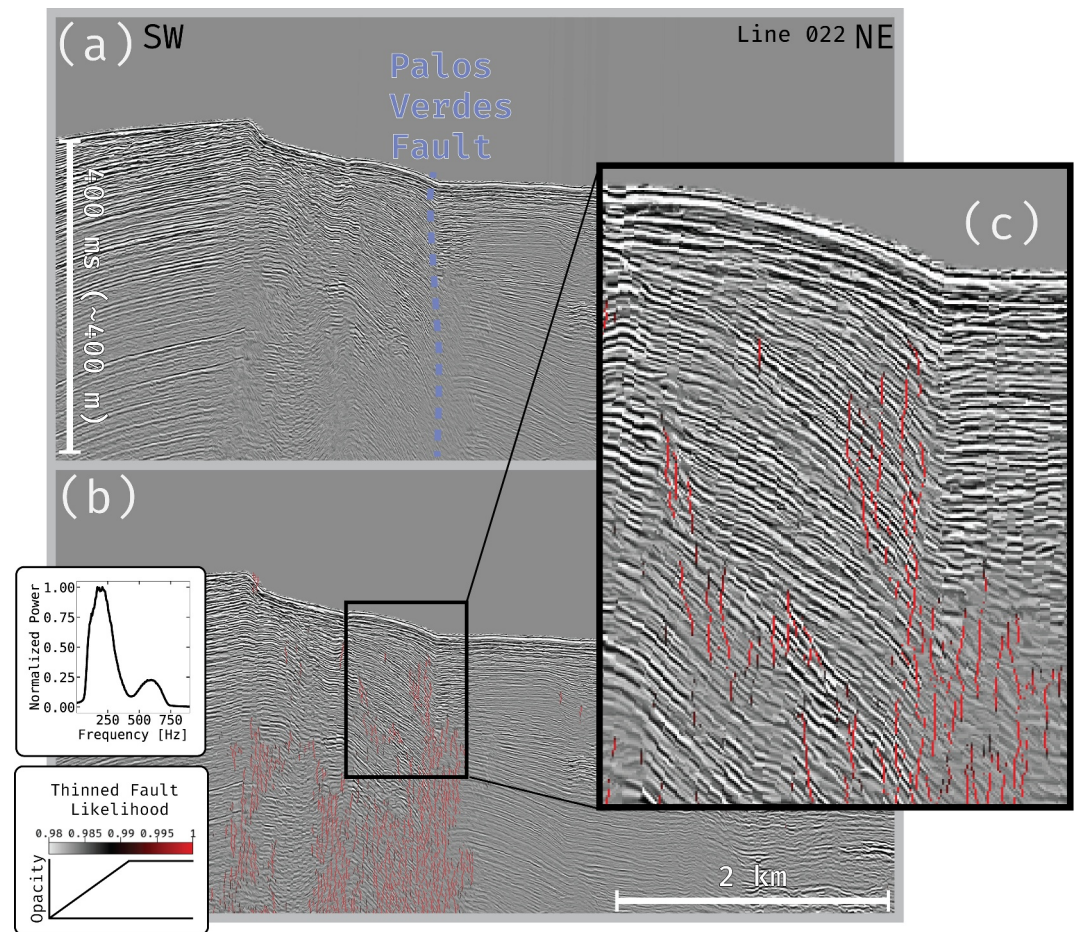 (a) SW
Line 022 NE
Palos
Verdes
Fault
400 ms (~400 m)
(c)
(b)
Normalized Power
1.00
0.75
0.50
0.25
0.00
250 500 750
Frequency [Hz]
Thinned Fault
Likelihood
0.98 0.985 0.99 0.995 1
Opacity
2 km